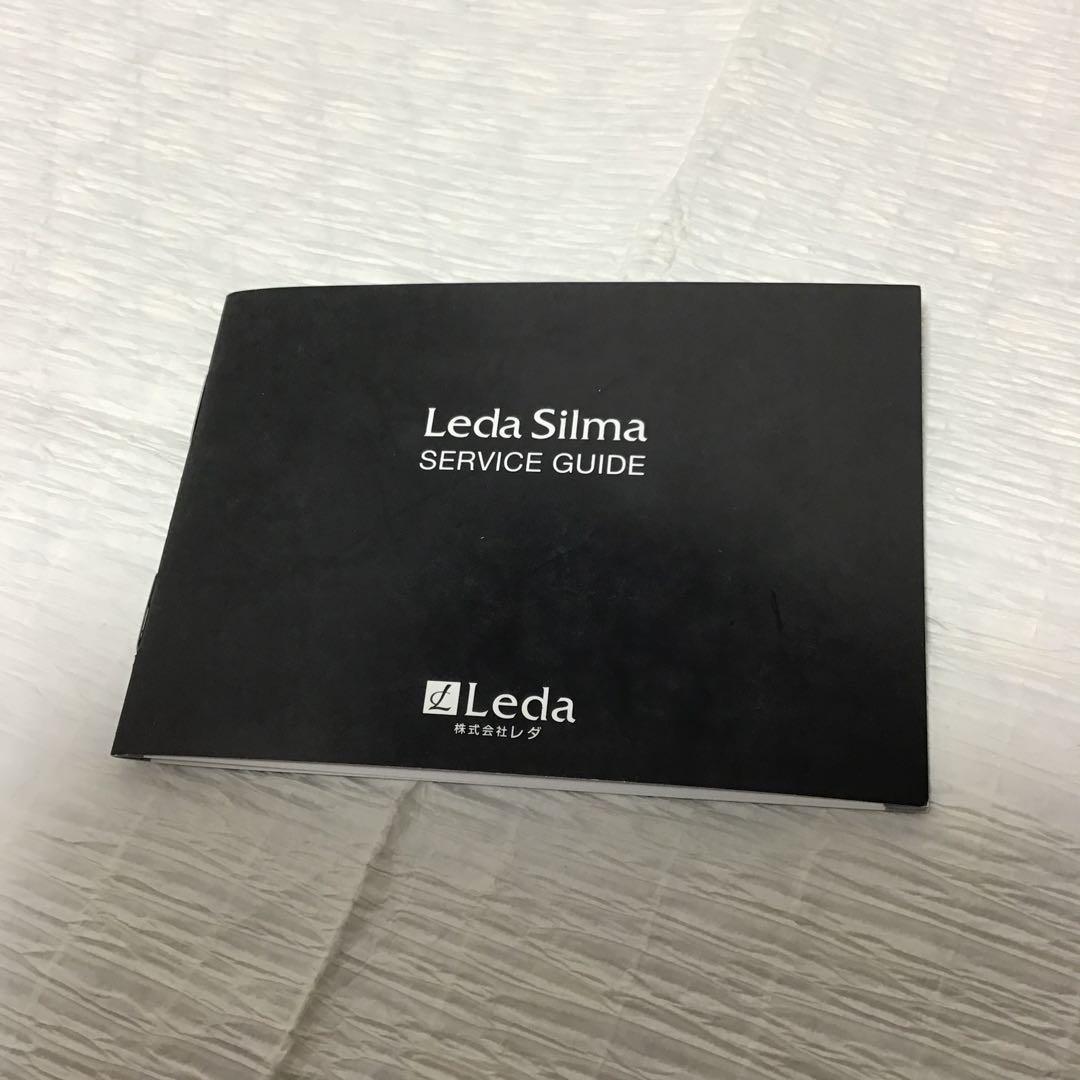 Leda Silma
SERVICE GUIDE
Leda
株式会社レダ